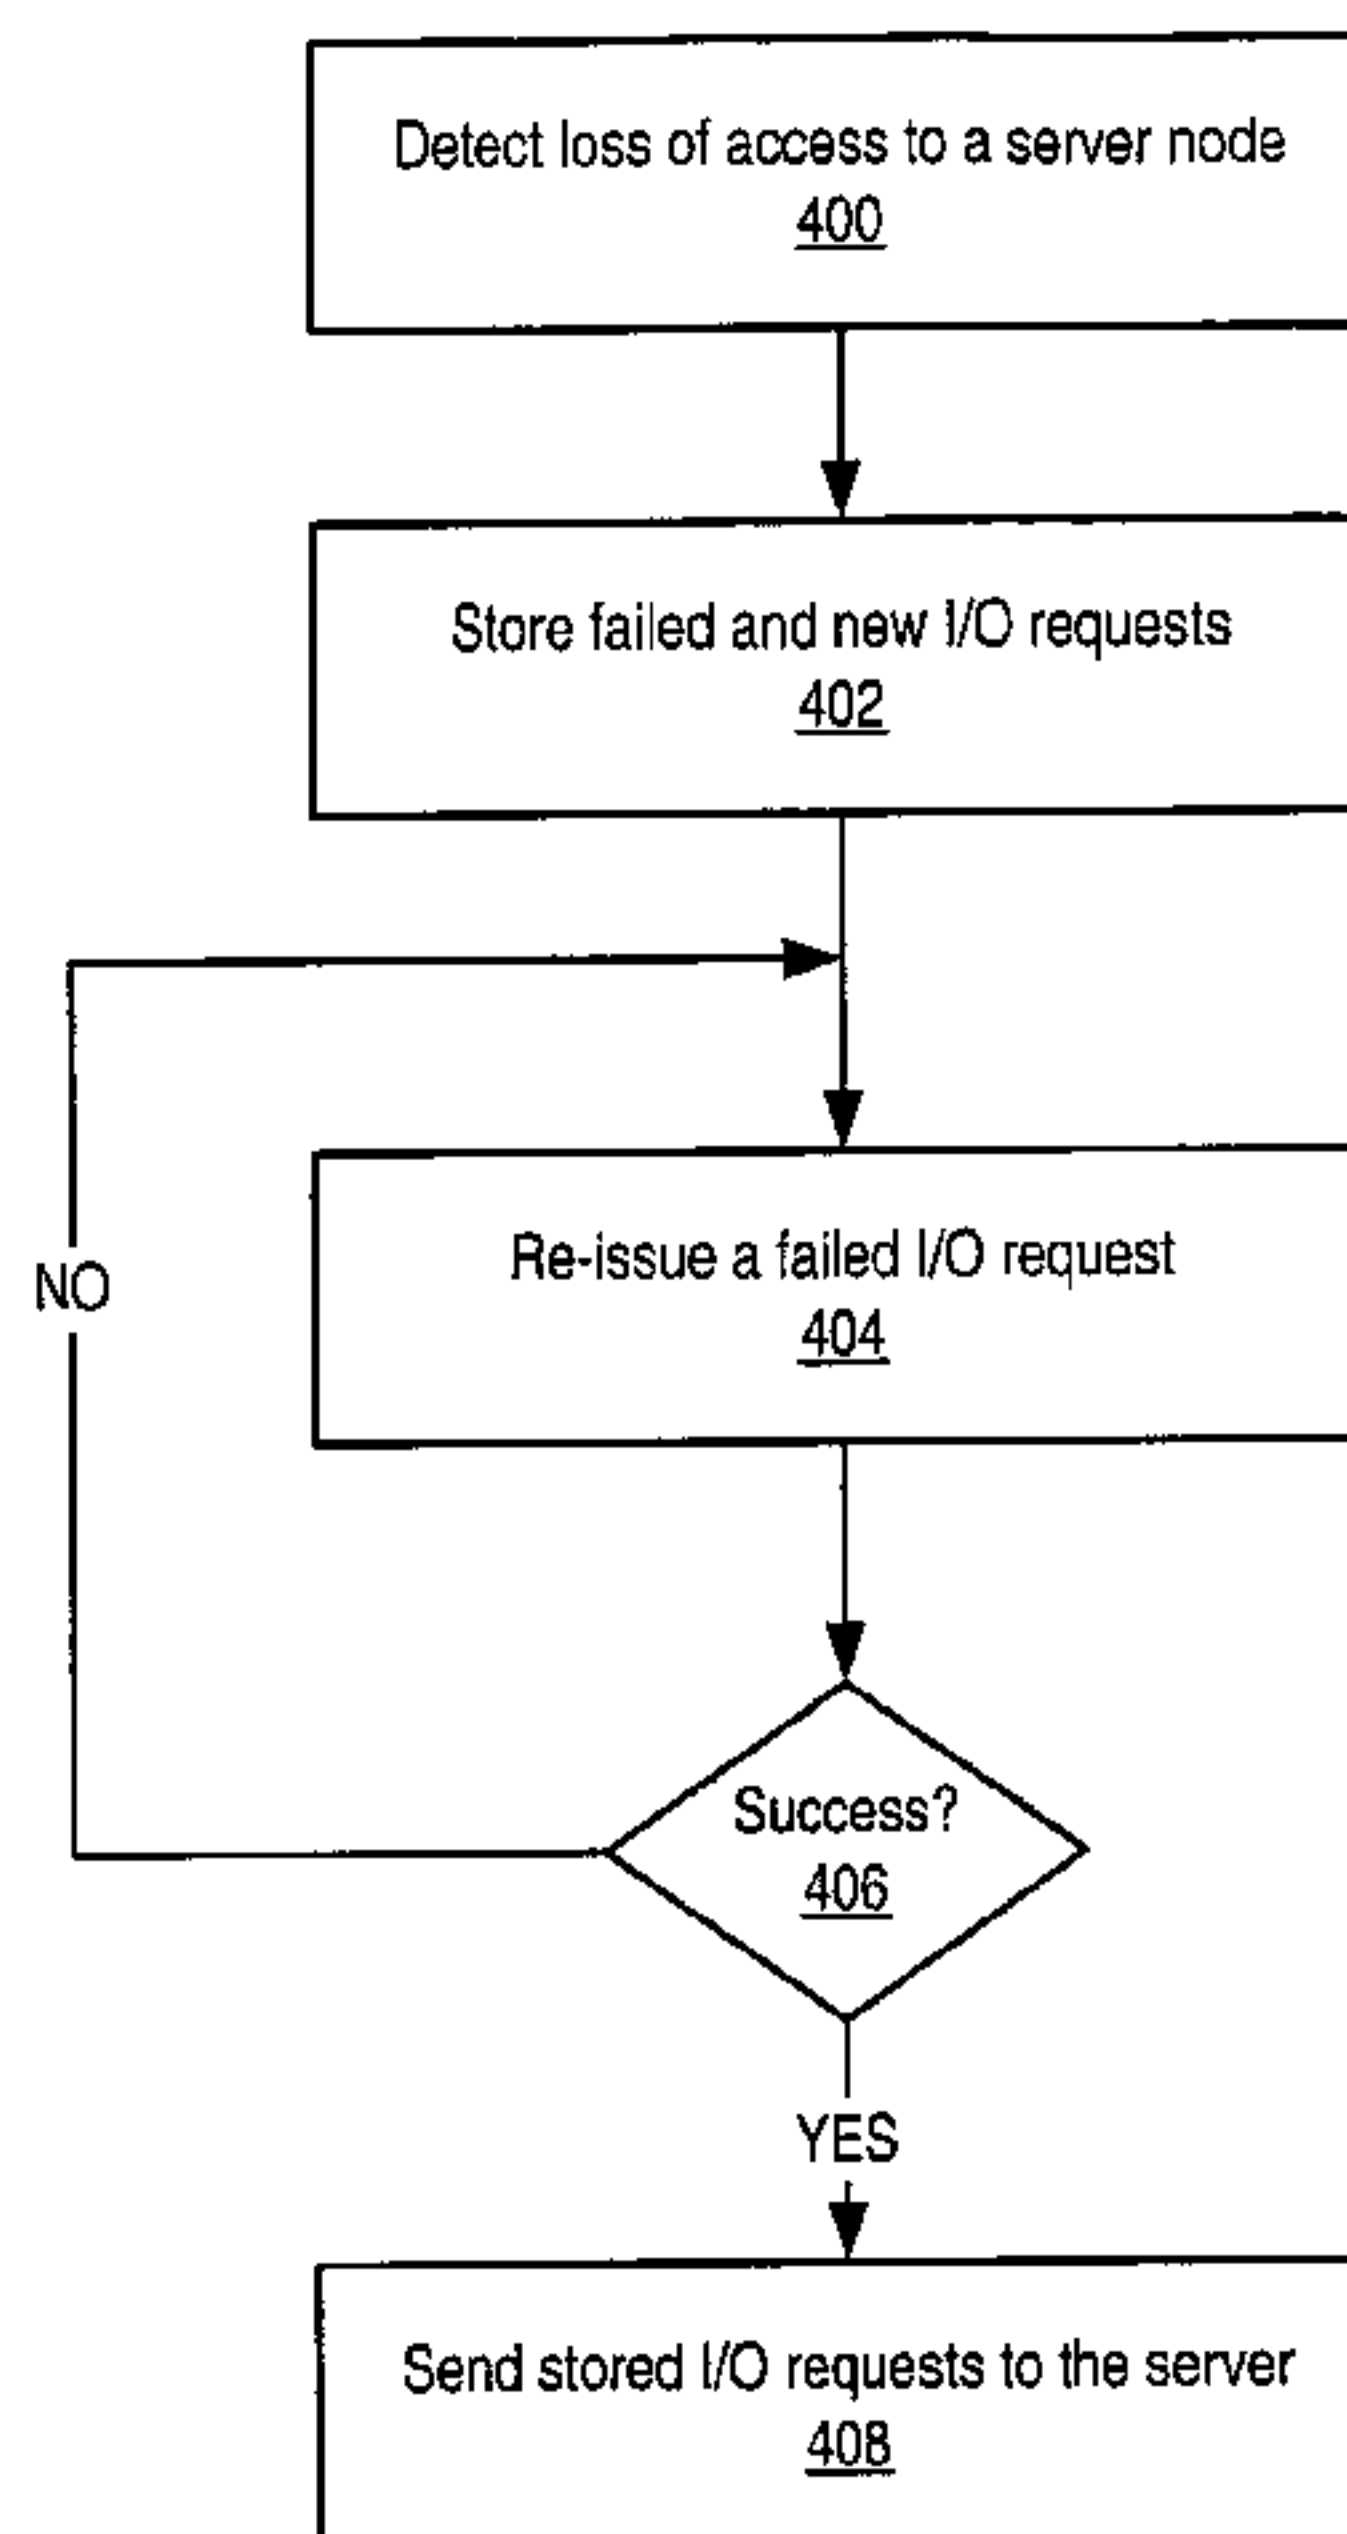 Detect loss of access to a server node
400
Store failed and new I/O requests
402
Re-issue a failed I/O request
404
NO
Success?
406
YES
Send stored I/O requests to the server
408